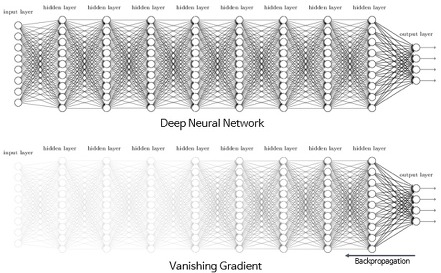 input layer
hidden layer hidden layer hidden layer hidden layer hidden layer hidden layer hidden layer hidden layer
output layer
Deep Neural Network
input layer
hidden layer hidden layer hidden layer hidden layer hidden layer hidden layer hidden layer hidden layer
output layer
Backpropagation
Vanishing Gradient